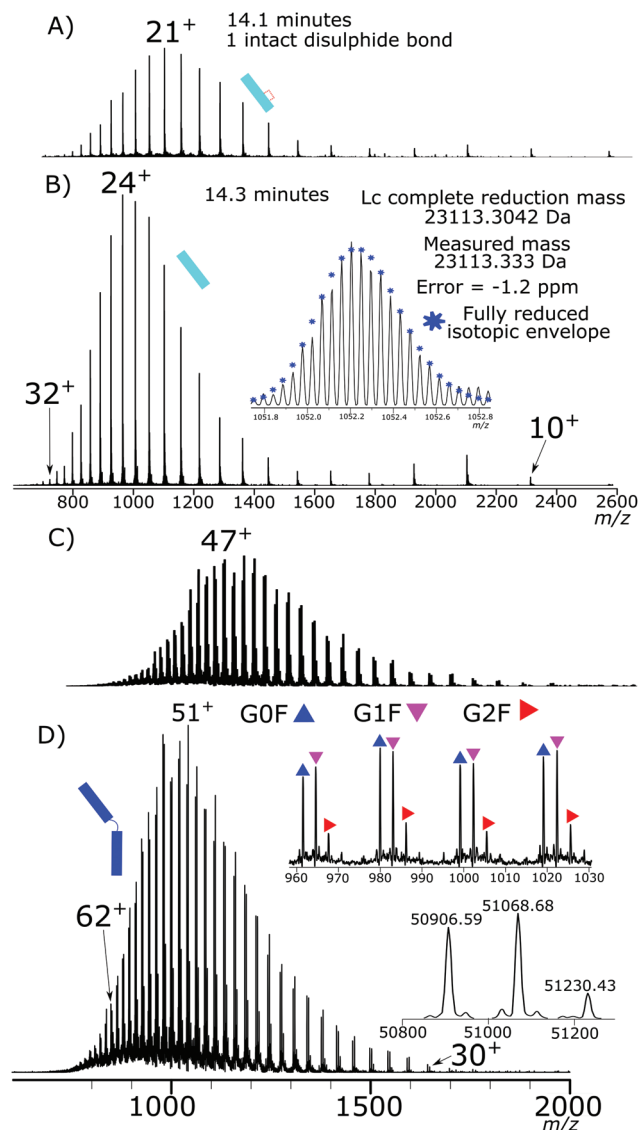 A)
14.1 minutes
21+
1 intact disulphide bond
B)
24+
14.3 minutes
Lc complete reduction mass
23113.3042 Da
Measured mass
23113.333 Da
Error = -1.2 ppm
Fully reduced
isotopic envelope
32+
10+
1051.8 1052.0 1052.2 1052.4 1052.6 1052.8
m/z
800 1000 1200 1400 1600 1800 2000 2200 2400 2600
m/z
C)
47+
51+
G0F G1F G2F
D)
62+
960 970 980 990 1000 1010 1020 1030
50906.59
51068.68
51230.43
50800 51000 51200
30+
1000 1500 2000
m/z